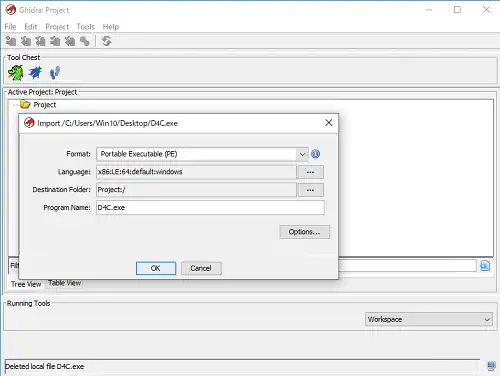 Ghidra: Project
File Edit Project Tools Help
Tool Chest
Active Project: Project
Project
Import /C:/Users/Win10/Desktop/D4C.exe
Format: Portable Executable (PE)
Language: x86:LE:64:default:windows ...
Destination Folder: Project:/ ...
Program Name: D4C.exe
Options...
OK Cancel
Tree View Table View
Running Tools
Workspace
Deleted local file D4C.exe